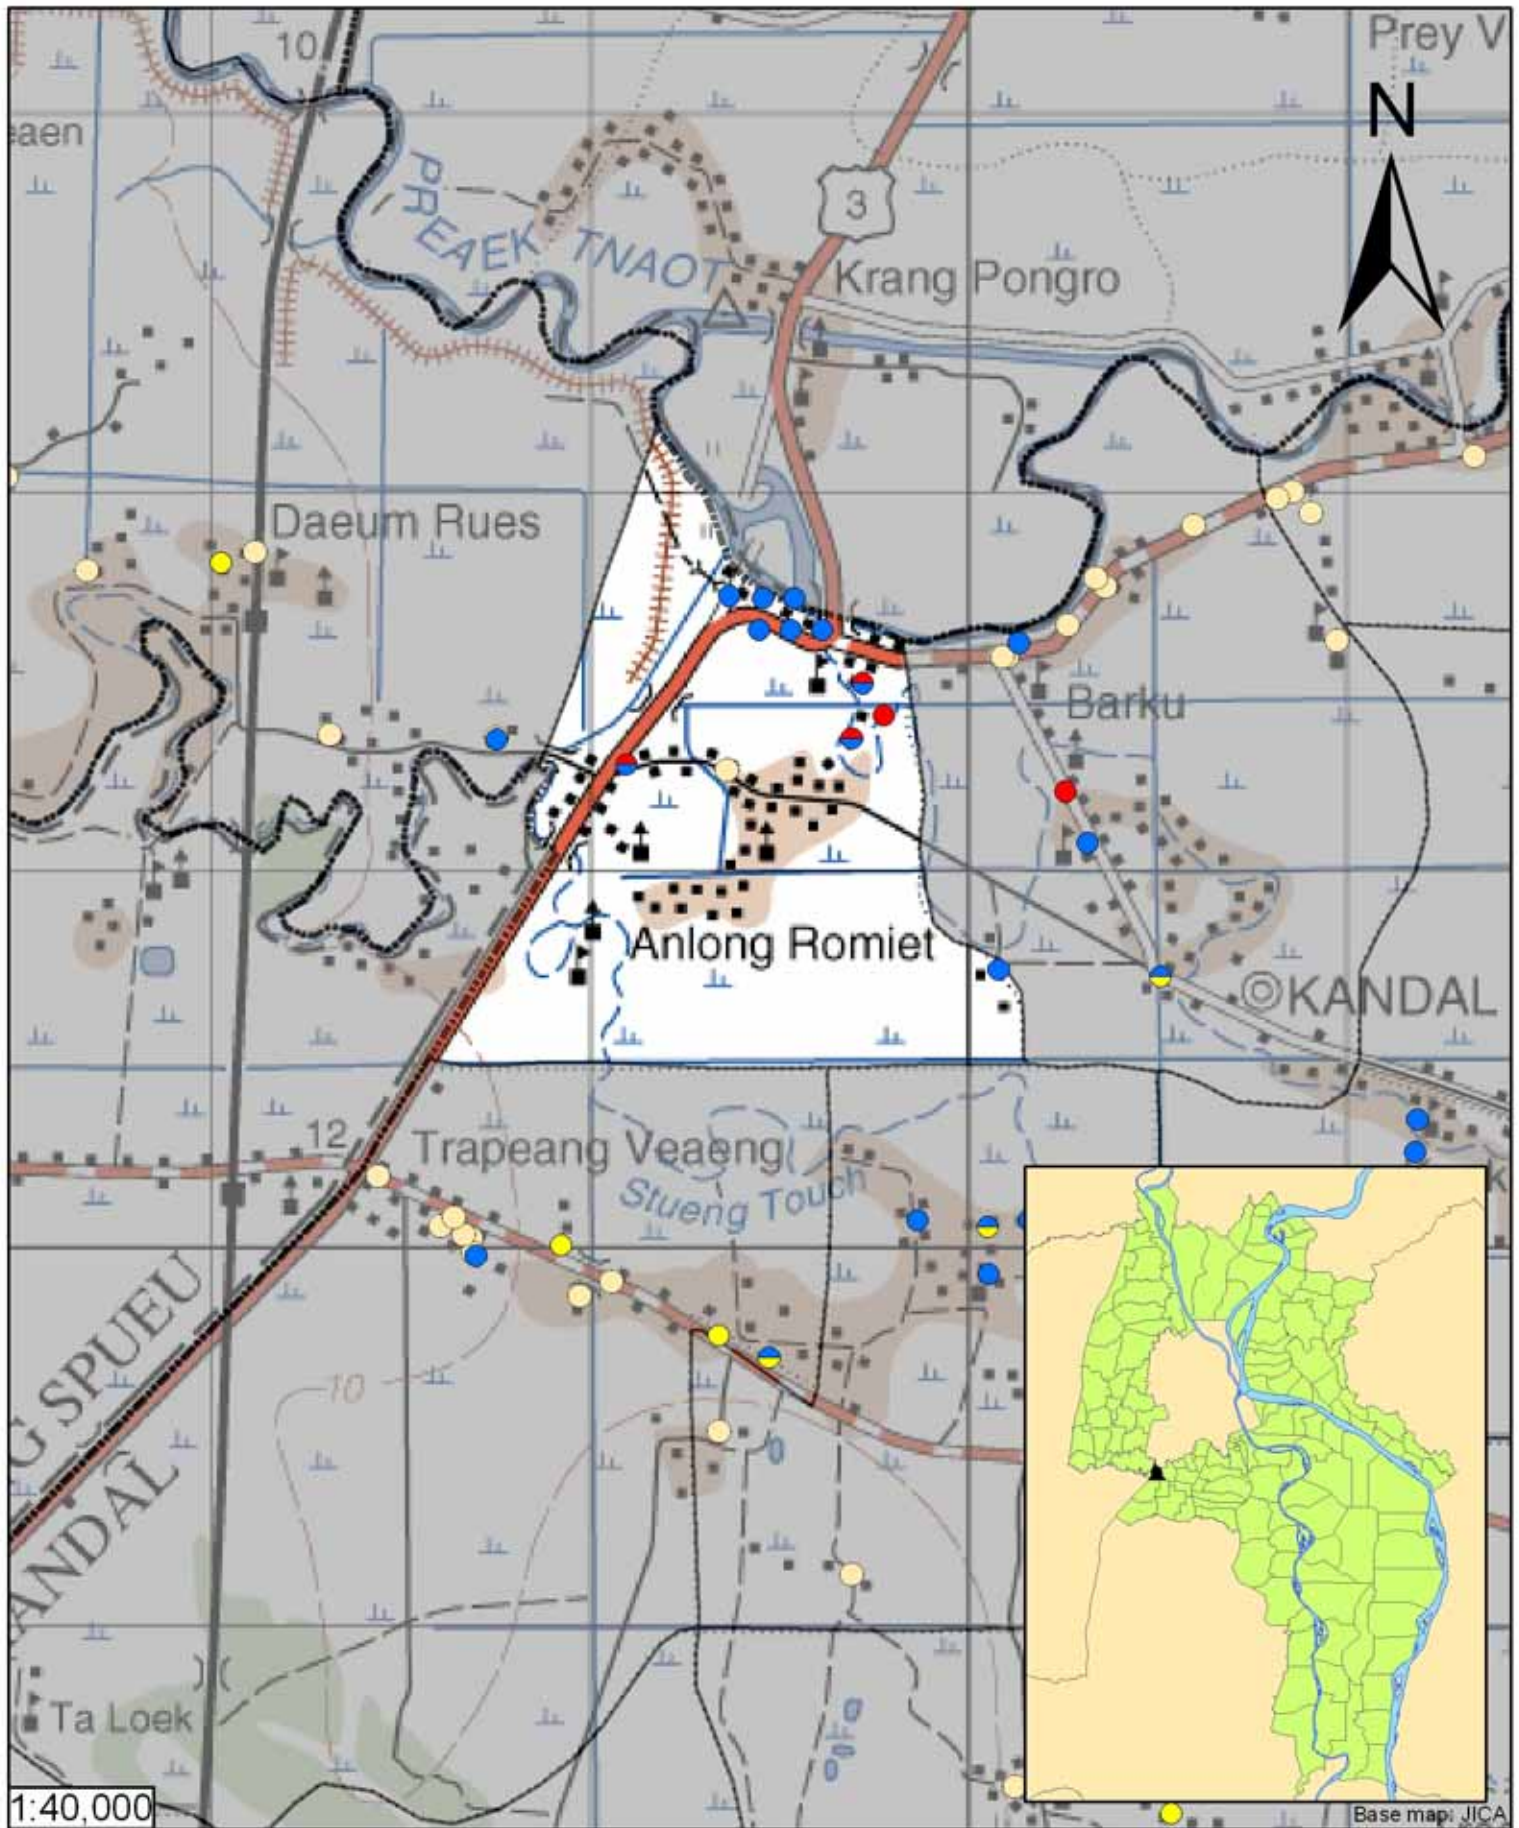 10
Prey V
N
eaen
3
PREAEK TNAOT
Krang Pongro
Daeum Rues
Barku
Anlong Romiet
KANDAL
12
Trapeang Veaeng
Stueng Touch
G SPUEU
10
ANDAL
Ta Loek
1:40,000
Base map: JICA